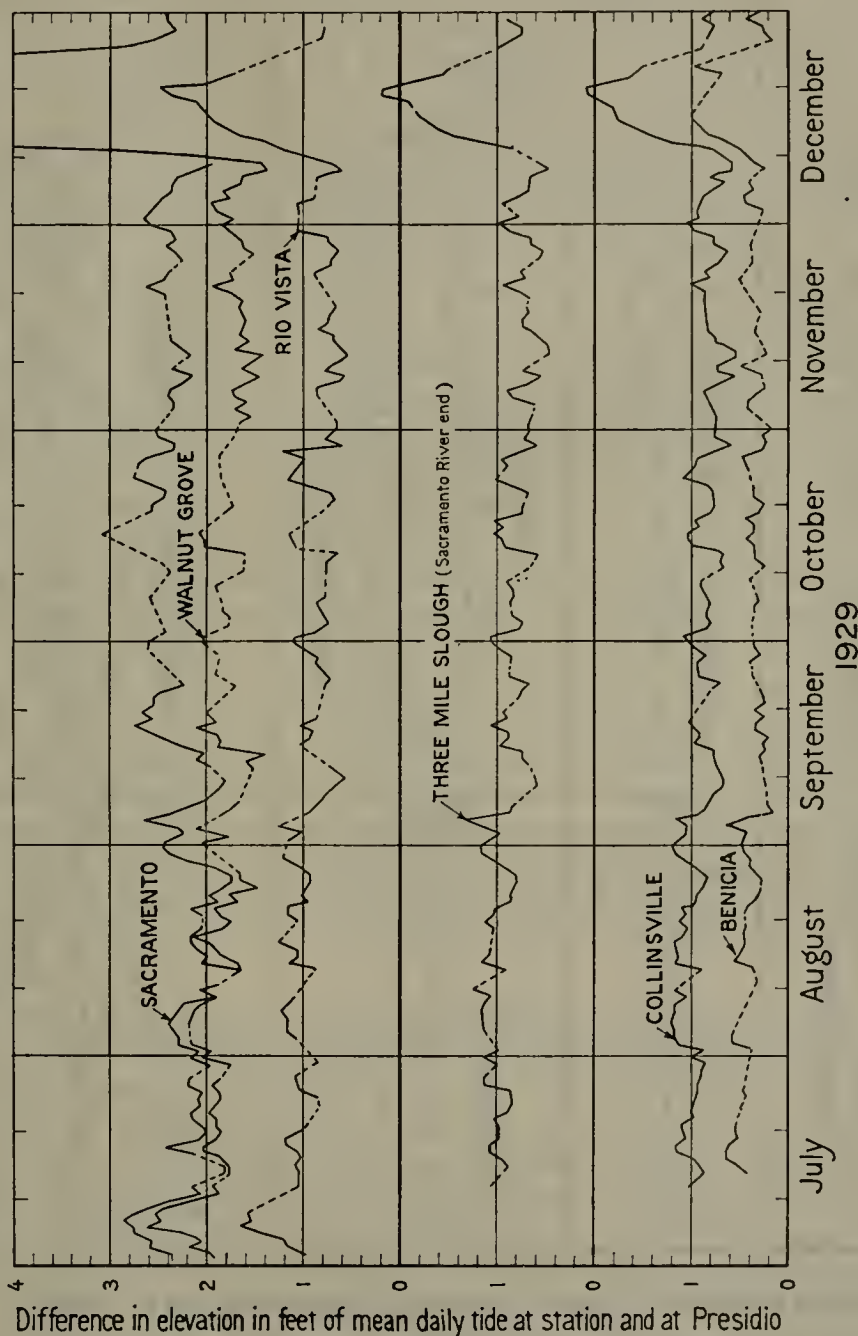 4
3
2
1
0
1
0
1
0
Difference in elevation in feet of mean daily tide at station and at Presidio
SACRAMENTO
WALNUT GROVE
RIO VISTA
THREE MILE SLOUGH (Sacramento River end)
COLLINSVILLE
BENICIA
July
August
September
October
November
December
1929